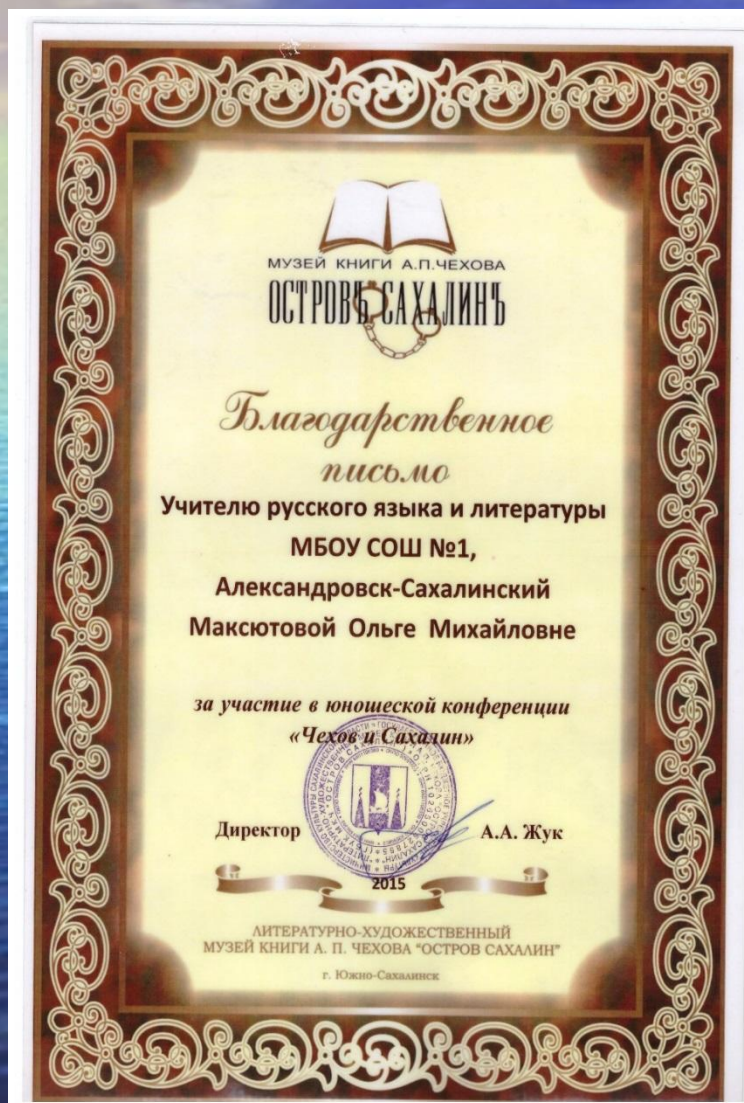 МУЗЕЙ КНИГИ А.П.ЧЕХОВА
ОСТРОВЪ САХАЛИНЪ
Благодарственное
письмо
Учителю русского языка и литературы
МБОУ СОШ №1,
Александровск-Сахалинский
Максютовой Ольге Михайловне
за участие в юношеской конференции
«Чехов и Сахалин»
Директор А.А. Жук
2015
ЛИТЕРАТУРНО-ХУДОЖЕСТВЕННЫЙ
МУЗЕЙ КНИГИ А. П. ЧЕХОВА "ОСТРОВ САХАЛИН"
г. Южно-Сахалинск